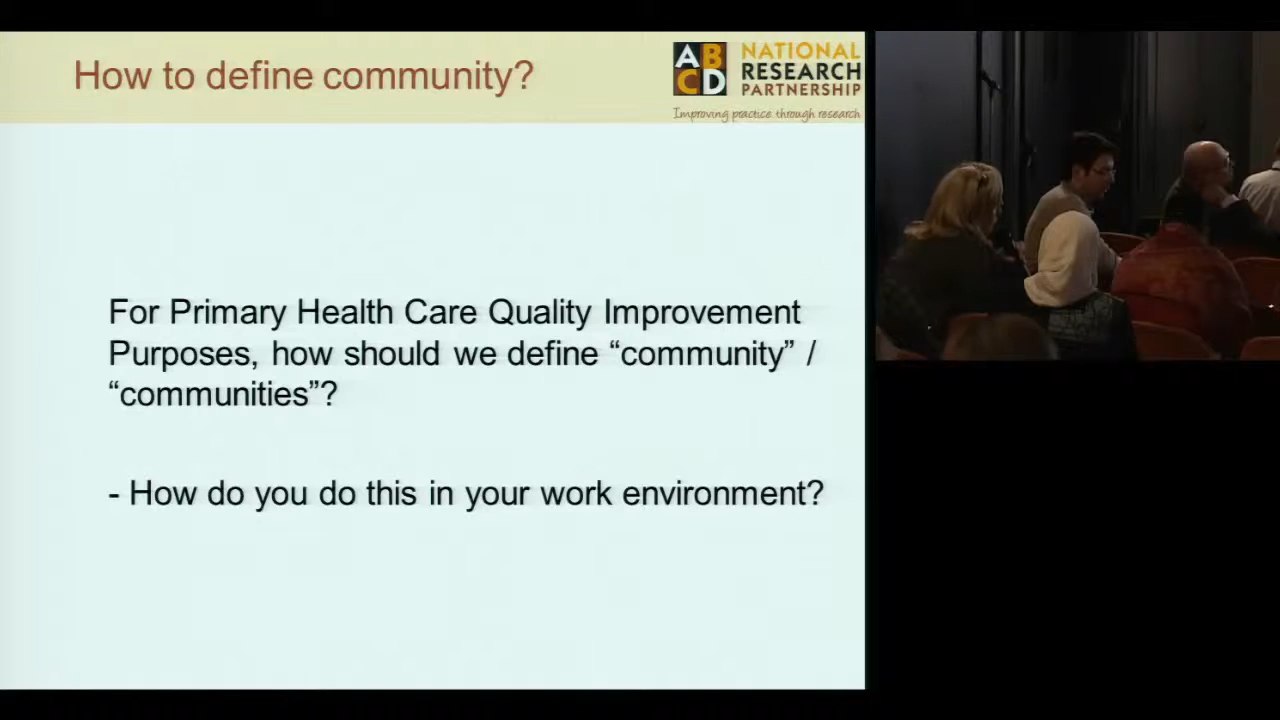 How to define community?
ABCD
NATIONAL
RESEARCH
PARTNERSHIP
Improving practice through research
For Primary Health Care Quality Improvement
Purposes, how should we define “community” /
“communities”?
- How do you do this in your work environment?